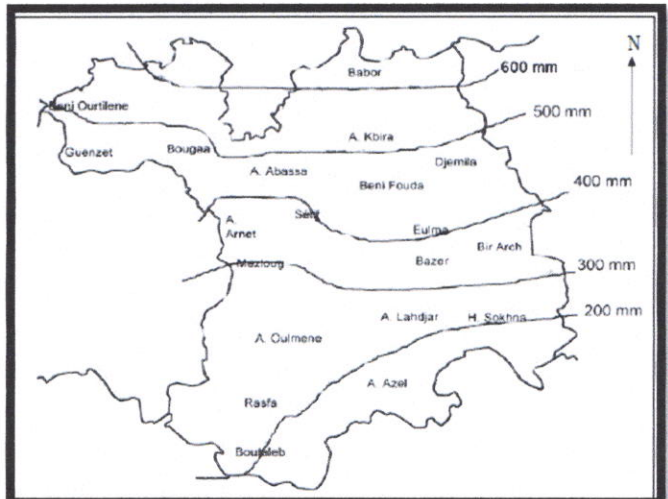 N
Babor
600 mm
Beni Ourtilene
500 mm
A. Kbira
Guenzet
Bougaa
Djemila
A. Abassa
Beni Fouda
400 mm
Sétif
A.
Arnet
Eulma
Bir Arch
Mezloug
Bazer
300 mm
A. Lahdjar
H. Sokhna
200 mm
A. Oulmene
A. Azel
Rasfa
Boutaleb